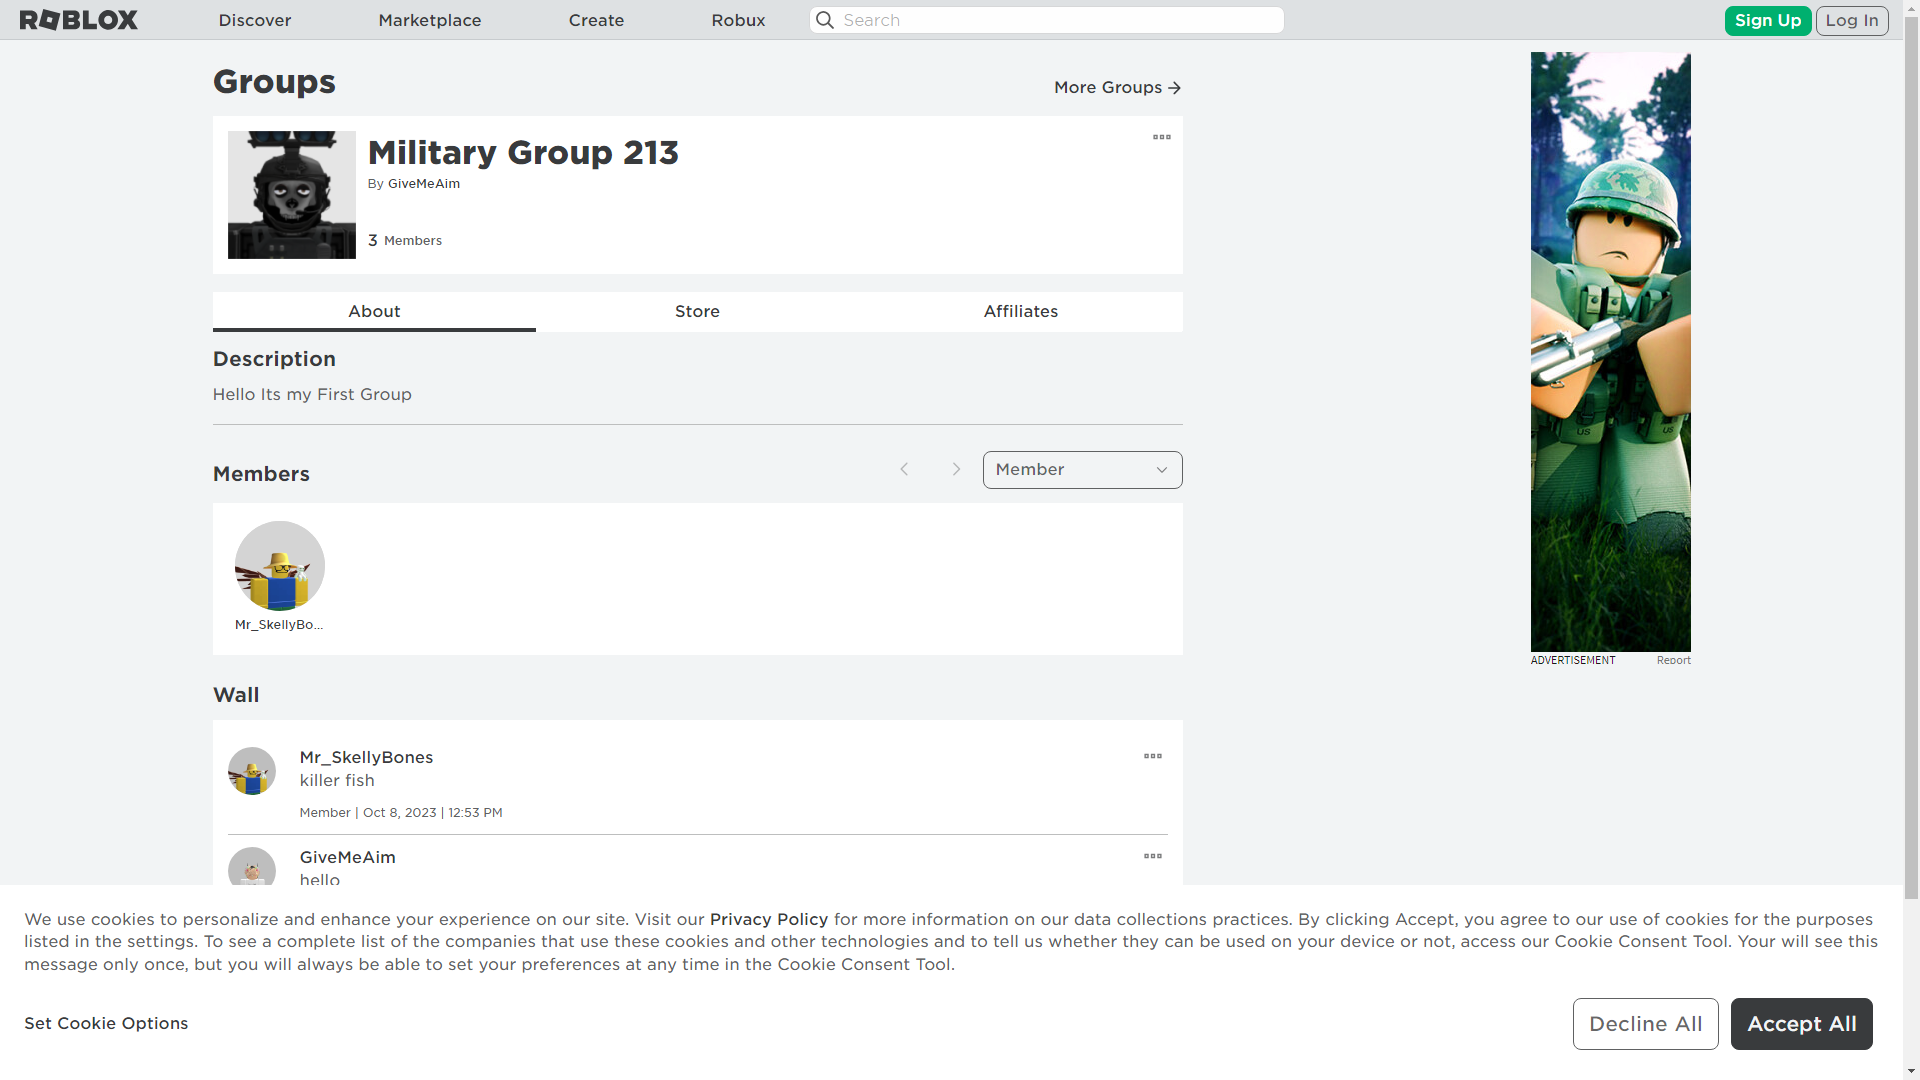 ROBLOX
Discover
Marketplace
Create
Robux
Search
Sign Up
Log In
Groups
More Groups
Military Group 213
By GiveMeAim
3 Members
About
Store
Affiliates
Description
Hello Its my First Group
Members
Member
Mr_SkellyBo...
Wall
Mr_SkellyBones
killer fish
Member | Oct 8, 2023 | 12:53 PM
GiveMeAim
hello
US
US
ADVERTISEMENT
Report
We use cookies to personalize and enhance your experience on our site. Visit our Privacy Policy for more information on our data collections practices. By clicking Accept, you agree to our use of cookies for the purposes
listed in the settings. To see a complete list of the companies that use these cookies and other technologies and to tell us whether they can be used on your device or not, access our Cookie Consent Tool. Your will see this
message only once, but you will always be able to set your preferences at any time in the Cookie Consent Tool.
Set Cookie Options
Decline All
Accept All